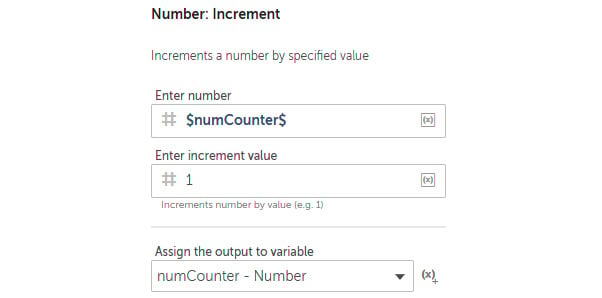 Number: Increment
Increments a number by specified value
Enter number
# $numCounter$ (x)
Enter increment value
# 1 (x)
Increments number by value (e.g. 1)
Assign the output to variable
numCounter - Number (x)+